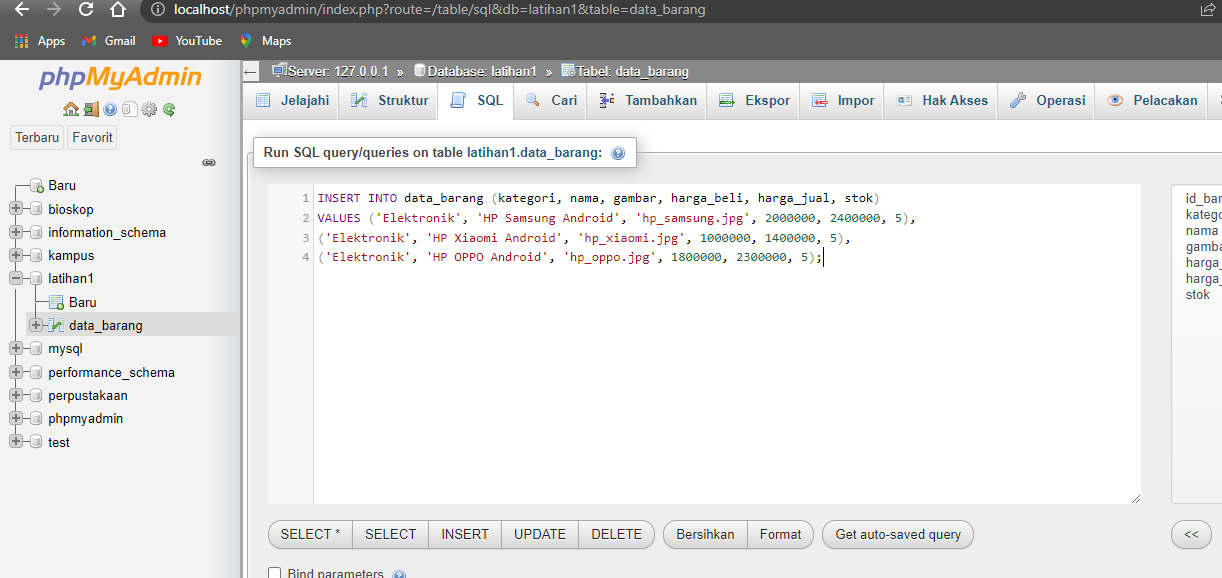 localhost/phpmyadmin/index.php?route=/table/sql&db=latihan1&table=data_barang
Apps Gmail YouTube Maps
phpMyAdmin
Terbaru Favorit
Baru
bioskop
information_schema
kampus
latihan1
Baru
data_barang
mysql
performance_schema
perpustakaan
phpmyadmin
test
Server: 127.0.0.1 » Database: latihan1 » Tabel: data_barang
Jelajahi Struktur SQL Cari Tambahkan Ekspor Impor Hak Akses Operasi Pelacakan
Run SQL query/queries on table latihan1.data_barang:
1 INSERT INTO data_barang (kategori, nama, gambar, harga_beli, harga_jual, stok)
2 VALUES ('Elektronik', 'HP Samsung Android', 'hp_samsung.jpg', 2000000, 2400000, 5),
3 ('Elektronik', 'HP Xiaomi Android', 'hp_xiaomi.jpg', 1000000, 1400000, 5),
4 ('Elektronik', 'HP OPPO Android', 'hp_oppo.jpg', 1800000, 2300000, 5);
id_bar
katego
nama
gamba
harga_
harga_
stok
SELECT * SELECT INSERT UPDATE DELETE Bersihkan Format Get auto-saved query <<
Bind parameters